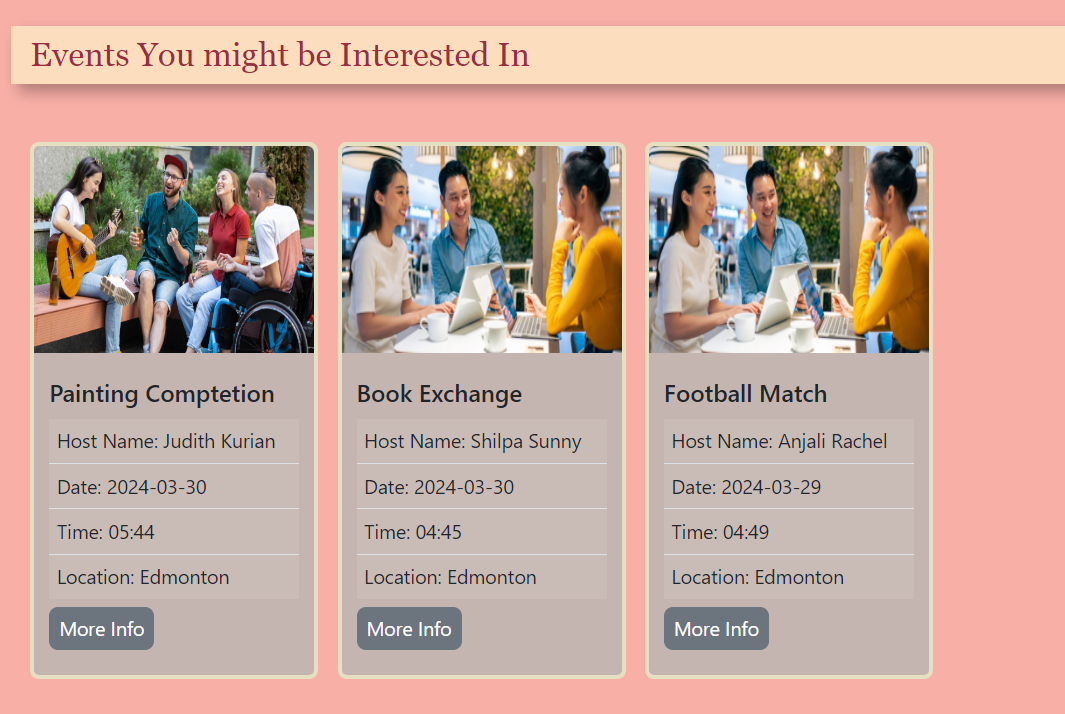 Events You might be Interested In
Painting Comptetion
Host Name: Judith Kurian
Date: 2024-03-30
Time: 05:44
Location: Edmonton
More Info
Book Exchange
Host Name: Shilpa Sunny
Date: 2024-03-30
Time: 04:45
Location: Edmonton
More Info
Football Match
Host Name: Anjali Rachel
Date: 2024-03-29
Time: 04:49
Location: Edmonton
More Info